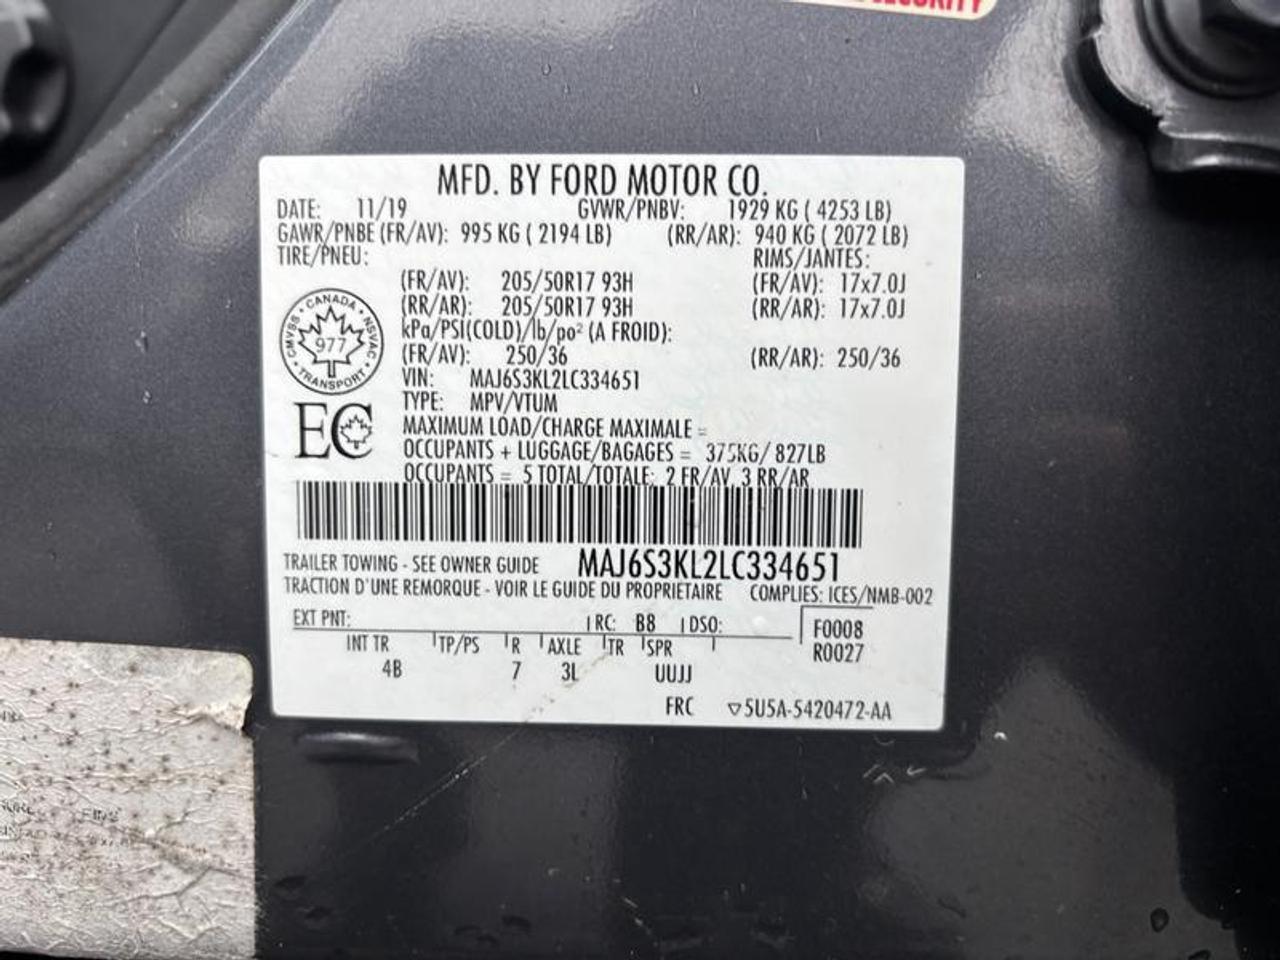 SECURITY
MFD. BY FORD MOTOR CO.
DATE: 11/19 GVWR/PNBV: 1929 KG ( 4253 LB)
GAWR/PNBE (FR/AV): 995 KG ( 2194 LB) (RR/AR): 940 KG ( 2072 LB)
TIRE/PNEU: RIMS/JANTES:
(FR/AV): 205/50R17 93H (FR/AV): 17x7.0J
(RR/AR): 205/50R17 93H (RR/AR): 17x7.0J
kPa/PSI(COLD)/lb/po² (A FROID):
(FR/AV): 250/36 (RR/AR): 250/36
CANADA
CMVSS • NSVAC
977
TRANSPORT
VIN: MAJ6S3KL2LC334651
TYPE: MPV/VTUM
EC
MAXIMUM LOAD/CHARGE MAXIMALE =
OCCUPANTS + LUGGAGE/BAGAGES = 375KG/ 827LB
OCCUPANTS = 5 TOTAL/TOTALE: 2 FR/AV, 3 RR/AR
TRAILER TOWING - SEE OWNER GUIDE MAJ6S3KL2LC334651
TRACTION D'UNE REMORQUE - VOIR LE GUIDE DU PROPRIETAIRE COMPLIES: ICES/NMB-002
EXT PNT: RC: B8 DSO: F0008
INT TR TP/PS R AXLE TR SPR R0027
4B 7 3L UUJJ
FRC ▽5U5A-5420472-AA